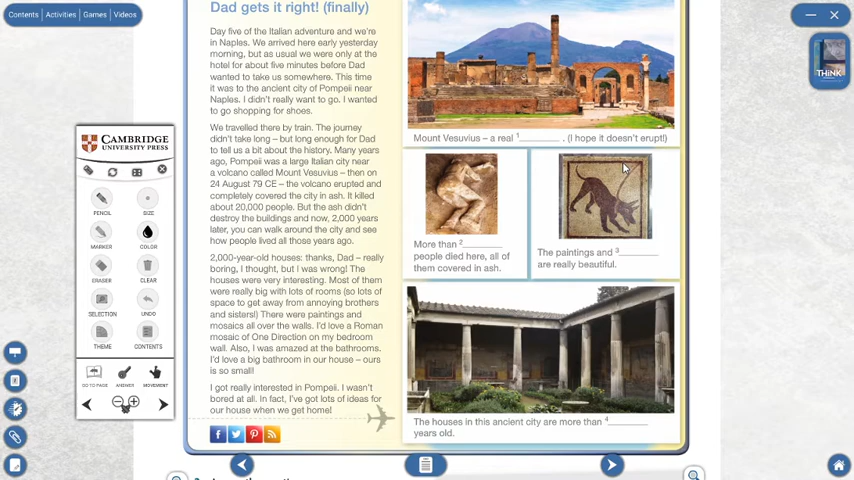 Contents
Activities
Games
Videos
THiNK
CAMBRIDGE
UNIVERSITY PRESS
PENCIL
SIZE
MARKER
COLOR
ERASER
CLEAR
SELECTION
UNDO
THEME
CONTENTS
GO TO PAGE
ANSWER
MOVEMENT
Dad gets it right! (finally)
Day five of the Italian adventure and we're
in Naples. We arrived here early yesterday
morning, but as usual we were only at the
hotel for about five minutes before Dad
wanted to take us somewhere. This time
it was to the ancient city of Pompeii near
Naples. I didn't really want to go. I wanted
to go shopping for shoes.
We travelled there by train. The journey
didn't take long – but long enough for Dad
to tell us a bit about the history. Many years
ago, Pompeii was a large Italian city near
a volcano called Mount Vesuvius – then on
24 August 79 CE – the volcano erupted and
completely covered the city in ash. It killed
about 20,000 people. But the ash didn't
destroy the buildings and now, 2,000 years
later, you can walk around the city and see
how people lived all those years ago.
2,000-year-old houses: thanks, Dad – really
boring, I thought, but I was wrong! The
houses were very interesting. Most of them
were really big with lots of rooms (so lots of
space to get away from annoying brothers
and sisters!) There were paintings and
mosaics all over the walls. I'd love a Roman
mosaic of One Direction on my bedroom
wall. Also, I was amazed at the bathrooms.
I'd love a big bathroom in our house – ours
is so small!
I got really interested in Pompeii. I wasn't
bored at all. In fact, I've got lots of ideas for
our house when we get home!
Mount Vesuvius – a real 1________ . (I hope it doesn't erupt!)
More than 2________
people died here, all of
them covered in ash.
The paintings and 3________
are really beautiful.
The houses in this ancient city are more than 4________
years old.